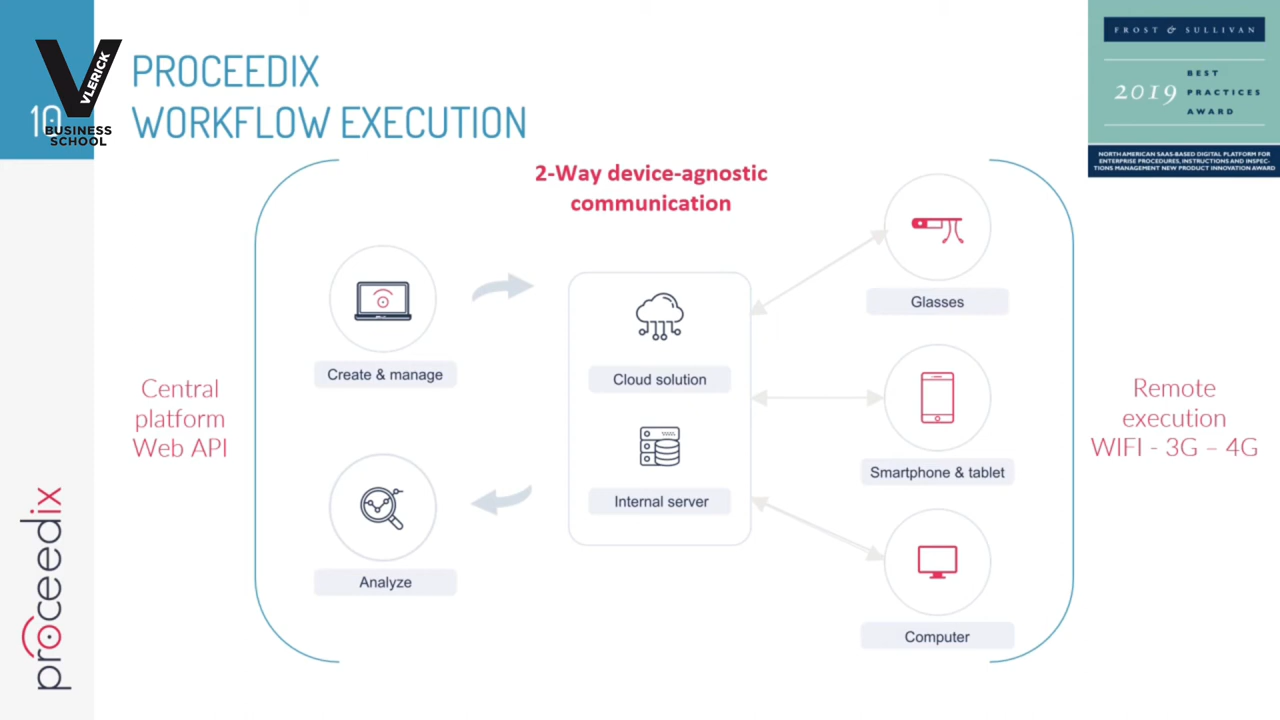 10
VLERICK
BUSINESS
SCHOOL
PROCEEDIX
WORKFLOW EXECUTION
FROST & SULLIVAN
2019
BEST
PRACTICES
AWARD
NORTH AMERICAN SAAS-BASED DIGITAL PLATFORM FOR
ENTERPRISE PROCEDURES, INSTRUCTIONS AND INSPEC-
TIONS MANAGEMENT NEW PRODUCT INNOVATION AWARD
2-Way device-agnostic
communication
Central
platform
Web API
Create & manage
Analyze
Cloud solution
Internal server
Glasses
Smartphone & tablet
Computer
Remote
execution
WIFI - 3G – 4G
proceedix